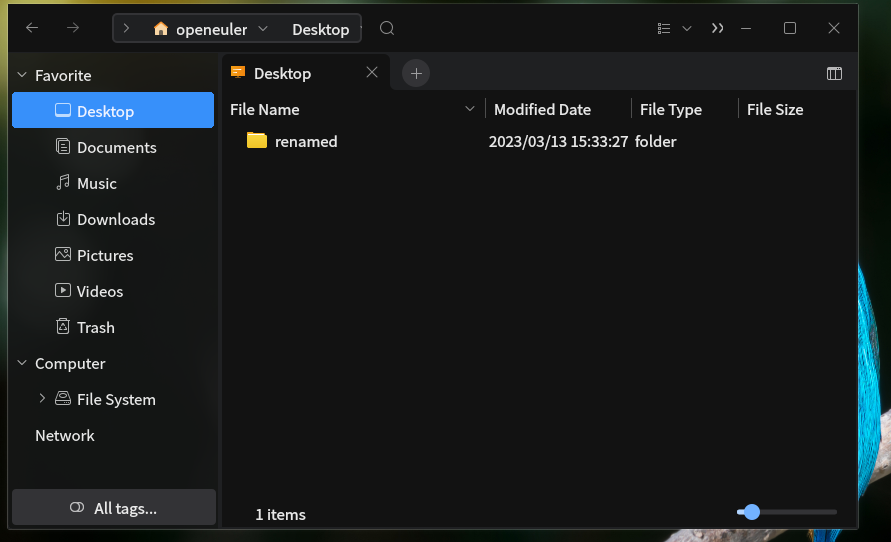 openeuler Desktop
Favorite
Desktop
Documents
Music
Downloads
Pictures
Videos
Trash
Computer
File System
Network
All tags...
Desktop
File Name Modified Date File Type File Size
renamed 2023/03/13 15:33:27 folder
1 items